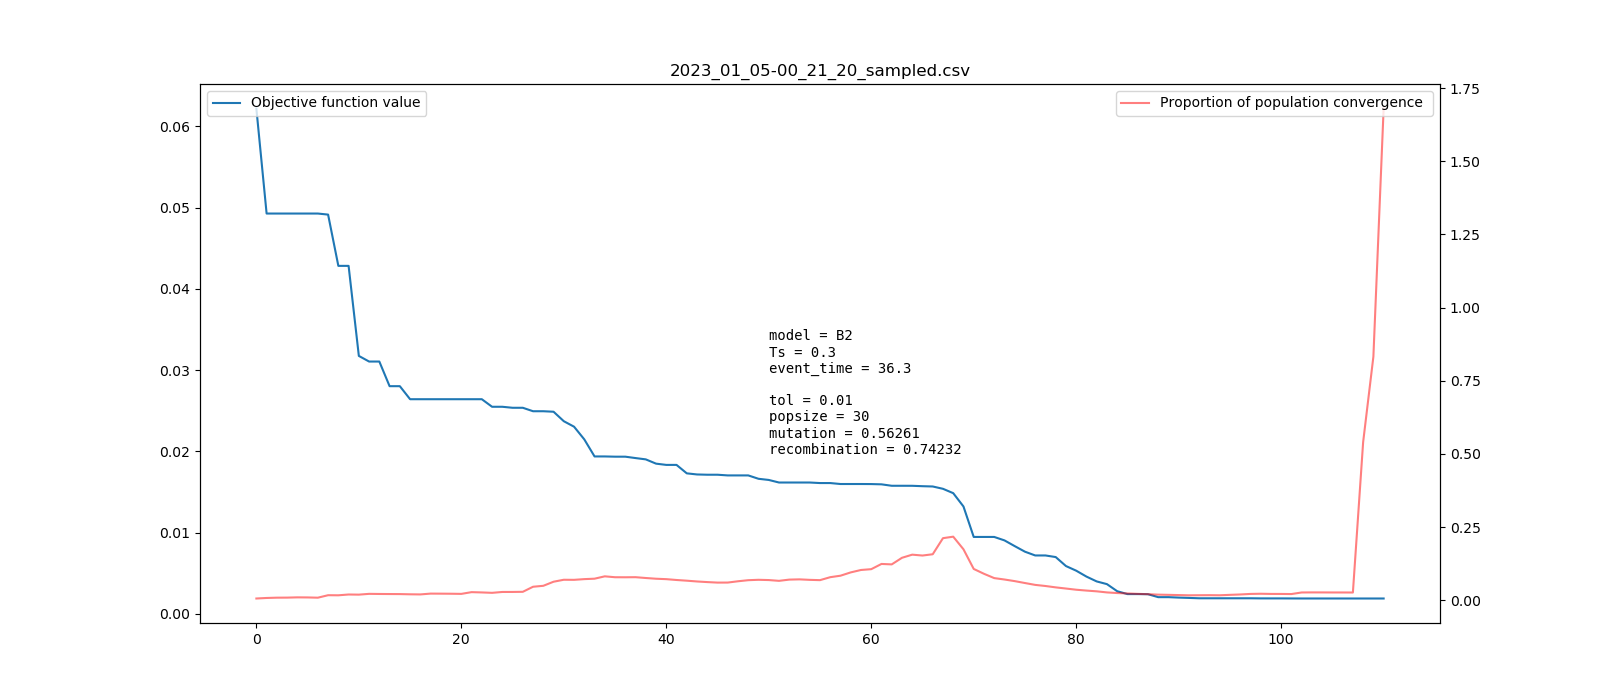 2023_01_05-00_21_20_sampled.csv
Objective function value
Proportion of population convergence
0.06
0.05
0.04
0.03
0.02
0.01
0.00
1.75
1.50
1.25
1.00
0.75
0.50
0.25
0.00
model = B2
Ts = 0.3
event_time = 36.3
tol = 0.01
popsize = 30
mutation = 0.56261
recombination = 0.74232
0
20
40
60
80
100